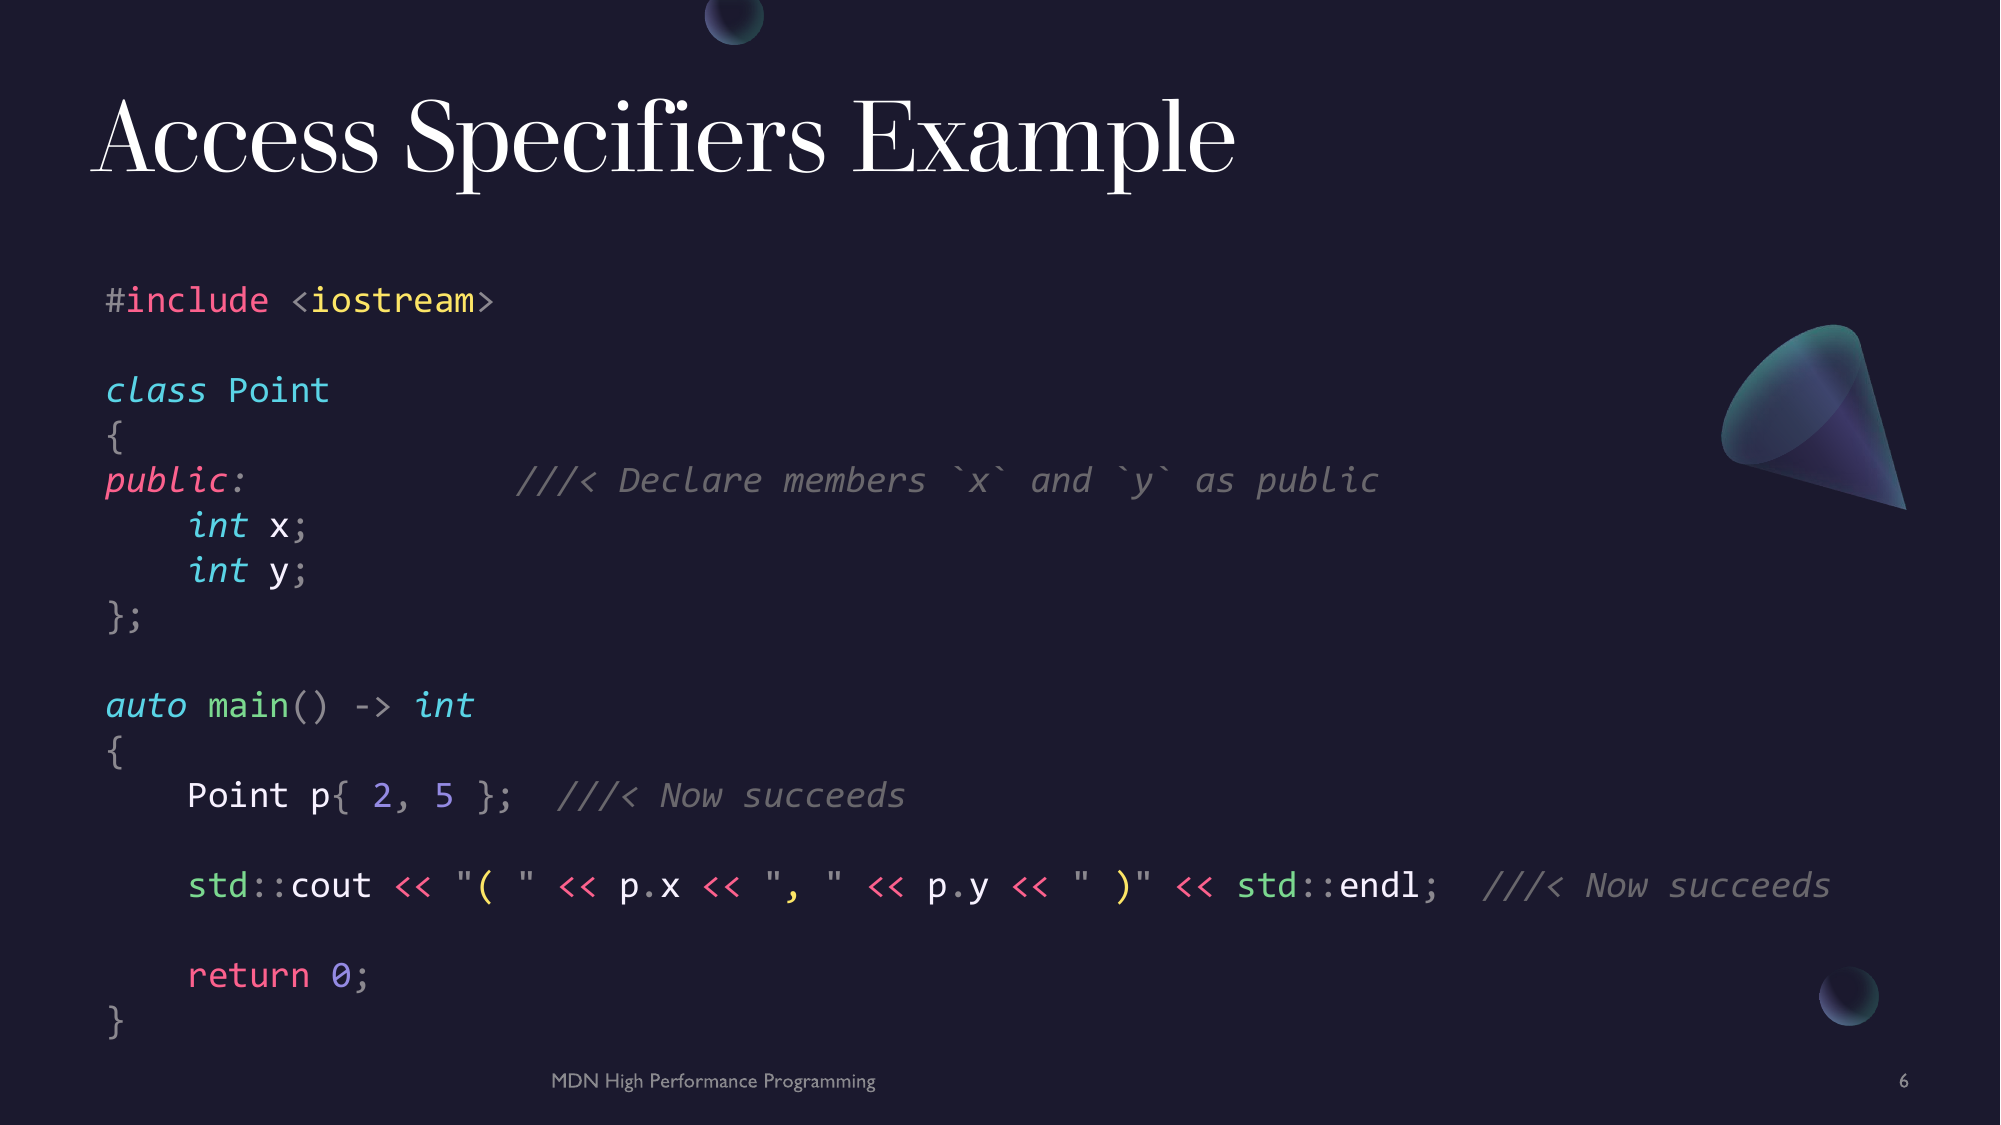 Access Specifiers Example
#include <iostream>
class Point
{
public:             ///< Declare members `x` and `y` as public
    int x;
    int y;
};
auto main() -> int
{
    Point p{ 2, 5 };  ///< Now succeeds
    std::cout << "( " << p.x << ", " << p.y << " )" << std::endl;  ///< Now succeeds
    return 0;
}
MDN High Performance Programming
6